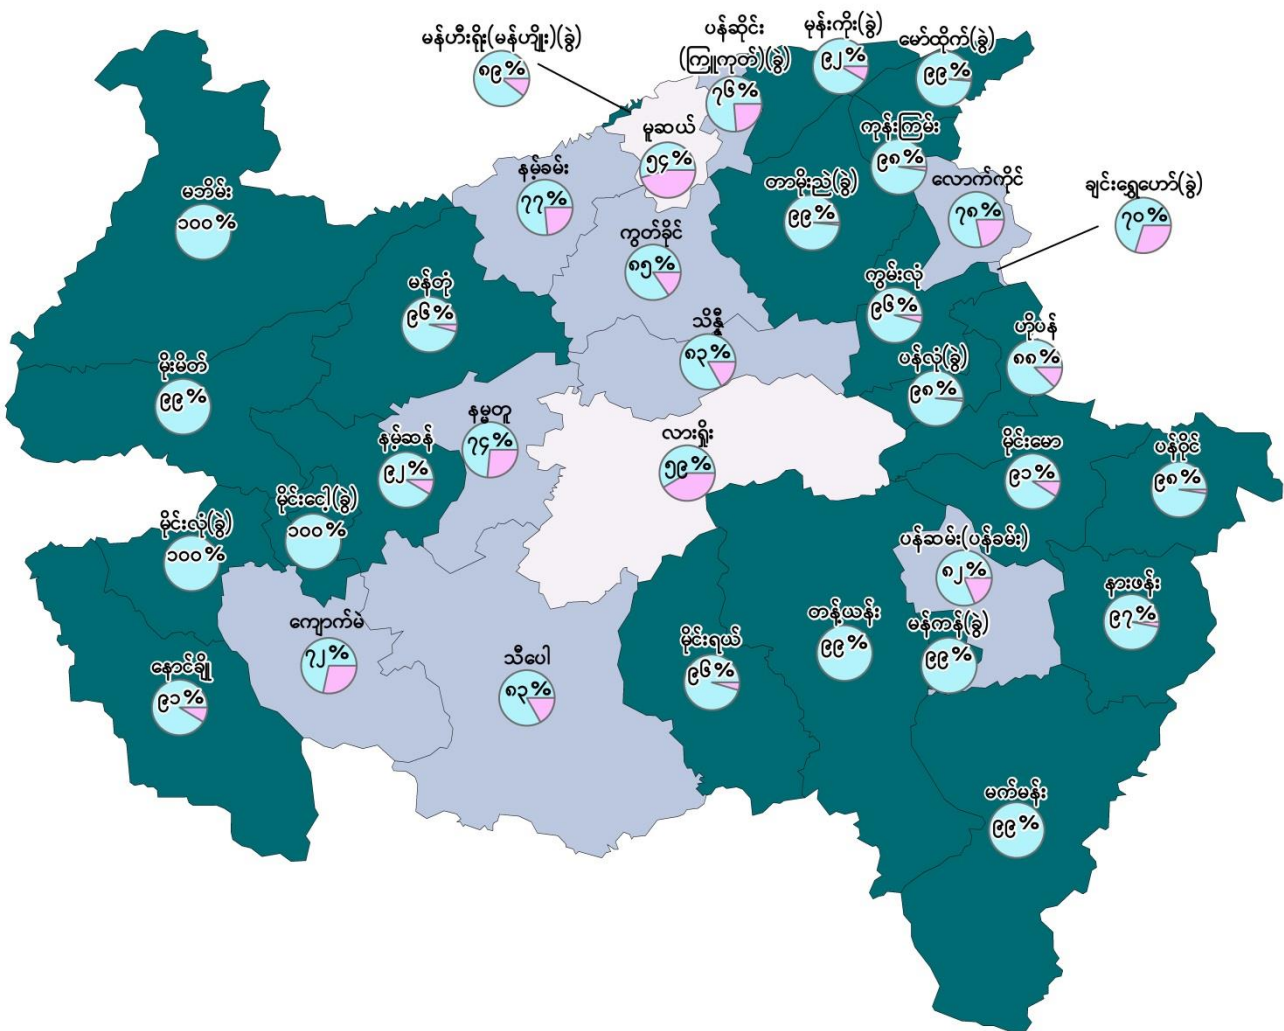 မန်ဟီးရိုး(မန်ဟျိုး)(ခွဲ)
၈၉%
ပန်ဆိုင်း
(ကြူကုတ်)(ခွဲ)
၇၆%
မုန်းကိုး(ခွဲ)
၉၂%
မော်ထိုက်(ခွဲ)
၉၉%
မူဆယ်
၅၄%
ကုန်းကြမ်း
၉၈%
နမ့်ခမ်း
၇၇%
မဘိမ်း
၁၀၀%
တာမိုးညဲ(ခွဲ)
၉၉%
လောက်ကိုင်
၇၈%
ချင်းရွှေဟော်(ခွဲ)
၇၀%
ကွတ်ခိုင်
၈၅%
မန်တုံ
၉၆%
ကွမ်းလုံ
၉၆%
သိန္နီ
၈၃%
ဟိုပန်
၈၈%
ပန်လုံ(ခွဲ)
၉၈%
မိုးမိတ်
၉၉%
နမ္မတူ
၇၄%
နမ့်ဆန်
၉၂%
လားရှိုး
၅၉%
မိုင်းမော
၉၁%
ပန်ဝိုင်
၉၈%
မိုင်းငေါ့(ခွဲ)
၁၀၀%
မိုင်းလုံ(ခွဲ)
၁၀၀%
ပန်ဆမ်း(ပန်ခမ်း)
၈၂%
နားဖန်း
၉၇%
ကျောက်မဲ
၇၂%
တန့်ယန်း
၉၉%
မန်ကန်(ခွဲ)
၉၉%
မိုင်းရယ်
၉၆%
သီပေါ
၈၃%
နောင်ချို
၉၁%
မက်မန်း
၉၉%